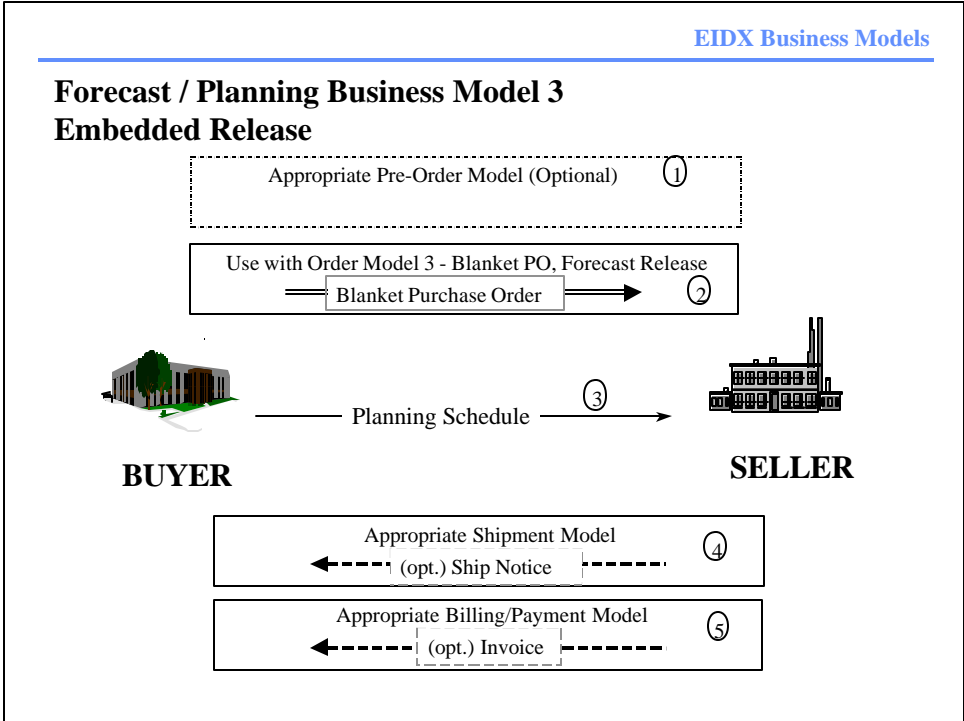 EIDX Business Models
Forecast / Planning Business Model 3
Embedded Release
Appropriate Pre-Order Model (Optional) 1
Use with Order Model 3 - Blanket PO, Forecast Release
Blanket Purchase Order 2
3
Planning Schedule
BUYER
SELLER
Appropriate Shipment Model
4
(opt.) Ship Notice
Appropriate Billing/Payment Model
5
(opt.) Invoice